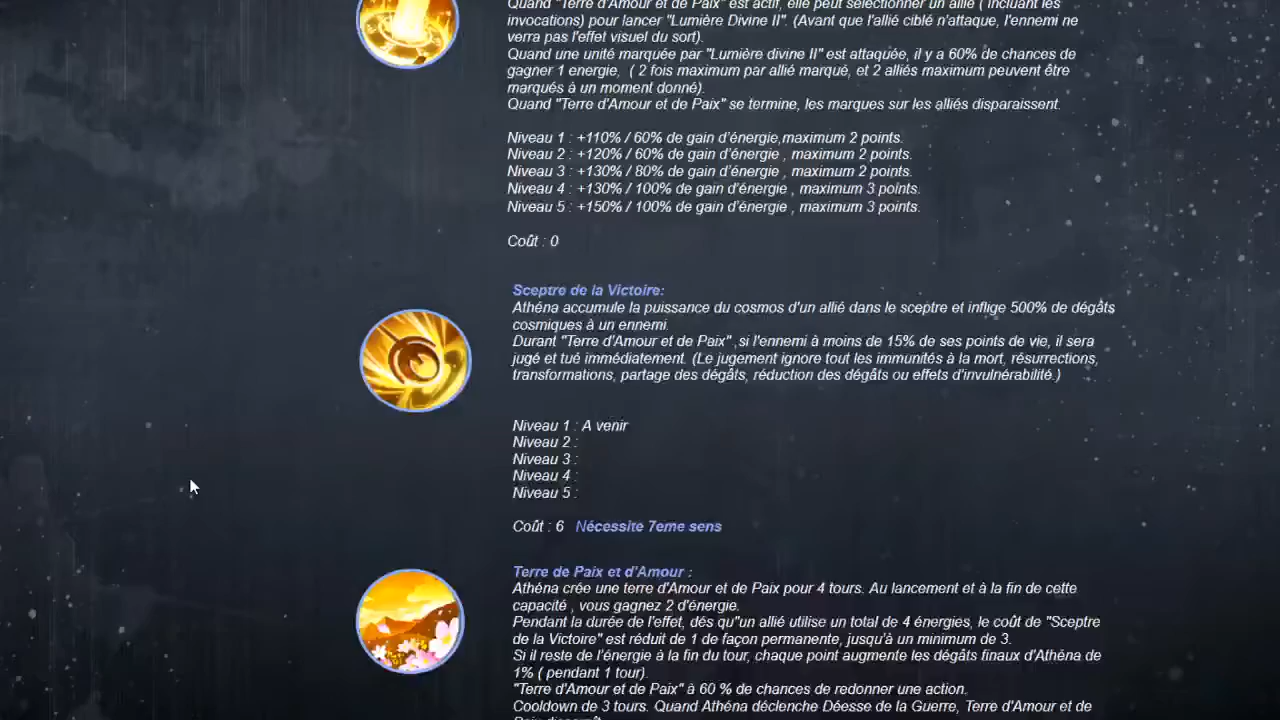 Quand "Terre d'Amour et de Paix" est actif, elle peut sélectionner un allié ( incluant les
invocations) pour lancer "Lumière Divine II". (Avant que l'allié ciblé n'attaque, l'ennemi ne
verra pas l'effet visuel du sort).
Quand une unité marquée par "Lumière divine II" est attaquée, il y a 60% de chances de
gagner 1 energie, ( 2 fois maximum par allié marqué, et 2 alliés maximum peuvent être
marqués à un moment donné).
Quand "Terre d'Amour et de Paix" se termine, les marques sur les alliés disparaissent.
Niveau 1 : +110% / 60% de gain d'énergie,maximum 2 points.
Niveau 2 : +120% / 60% de gain d'énergie , maximum 2 points.
Niveau 3 : +130% / 80% de gain d'énergie , maximum 2 points.
Niveau 4 : +130% / 100% de gain d'énergie , maximum 3 points.
Niveau 5 : +150% / 100% de gain d'énergie , maximum 3 points.
Coût : 0
Sceptre de la Victoire:
Athéna accumule la puissance du cosmos d'un allié dans le sceptre et inflige 500% de dégâts
cosmiques à un ennemi.
Durant "Terre d'Amour et de Paix" ,si l'ennemi à moins de 15% de ses points de vie, il sera
jugé et tué immédiatement. (Le jugement ignore tout les immunités à la mort, résurrections,
transformations, partage des dégâts, réduction des dégâts ou effets d'invulnérabilité.)
Niveau 1 : A venir
Niveau 2 :
Niveau 3 :
Niveau 4 :
Niveau 5 :
Coût : 6 Nécessite 7eme sens
Terre de Paix et d'Amour :
Athéna crée une terre d'Amour et de Paix pour 4 tours. Au lancement et à la fin de cette
capacité , vous gagnez 2 d'énergie.
Pendant la durée de l'effet, dés qu"un allié utilise un total de 4 énergies, le coût de "Sceptre
de la Victoire" est réduit de 1 de façon permanente, jusqu'à un minimum de 3.
Si il reste de l'énergie à la fin du tour, chaque point augmente les dégâts finaux d'Athèna de
1% ( pendant 1 tour).
"Terre d'Amour et de Paix" à 60 % de chances de redonner une action.
Cooldown de 3 tours. Quand Athéna déclenche Déesse de la Guerre, Terre d'Amour et de